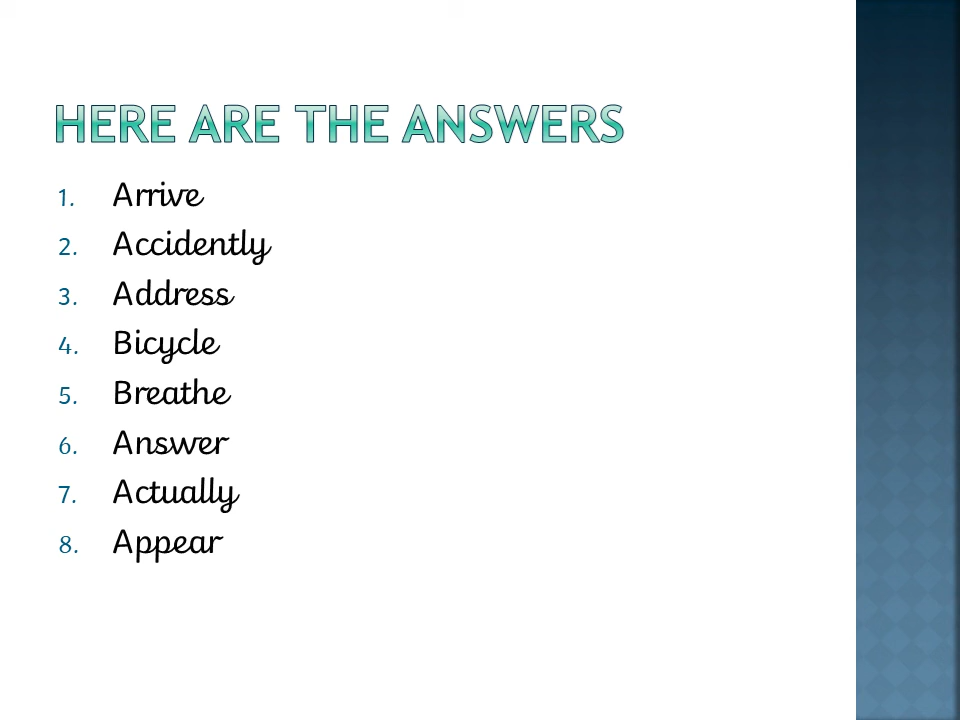 HERE ARE THE ANSWERS
1. Arrive
2. Accidently
3. Address
4. Bicycle
5. Breathe
6. Answer
7. Actually
8. Appear